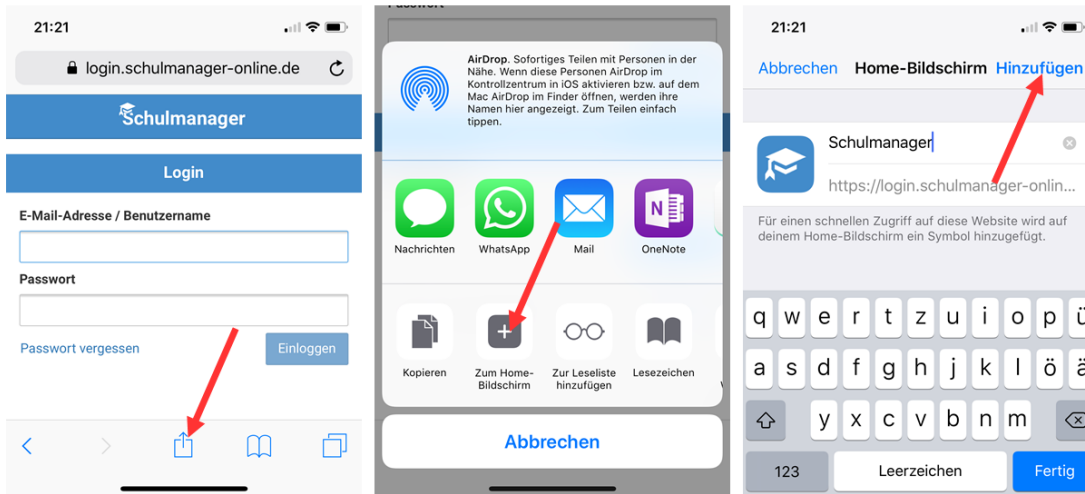 21:21
login.schulmanager-online.de
Schulmanager
Login
E-Mail-Adresse / Benutzername
Passwort
Passwort vergessen
Einloggen
Passwort
AirDrop. Sofortiges Teilen mit Personen in der
Nähe. Wenn diese Personen AirDrop im
Kontrollzentrum in iOS aktivieren bzw. auf dem
Mac AirDrop im Finder öffnen, werden ihre
Namen hier angezeigt. Zum Teilen einfach
tippen.
Nachrichten
WhatsApp
Mail
N
OneNote
Kopieren
Zum Home-
Bildschirm
Zur Leseliste
hinzufügen
Lesezeichen
Abbrechen
21:21
Abbrechen
Home-Bildschirm
Hinzufügen
Schulmanager
https://login.schulmanager-onlin...
Für einen schnellen Zugriff auf diese Website wird auf
deinem Home-Bildschirm ein Symbol hinzugefügt.
q w e r t z u i o p ü
a s d f g h j k l ö ä
y x c v b n m
123
Leerzeichen
Fertig